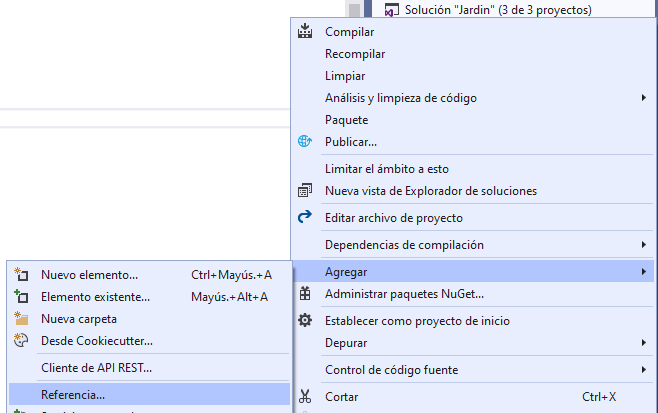 Solución "Jardin" (3 de 3 proyectos)
Compilar
Recompilar
Limpiar
Análisis y limpieza de código
Paquete
Publicar...
Limitar el ámbito a esto
Nueva vista de Explorador de soluciones
Editar archivo de proyecto
Dependencias de compilación
Agregar
Administrar paquetes NuGet...
Establecer como proyecto de inicio
Depurar
Control de código fuente
Cortar Ctrl+X
Nuevo elemento... Ctrl+Mayús.+A
Elemento existente... Mayús.+Alt+A
Nueva carpeta
Desde Cookiecutter...
Cliente de API REST...
Referencia...